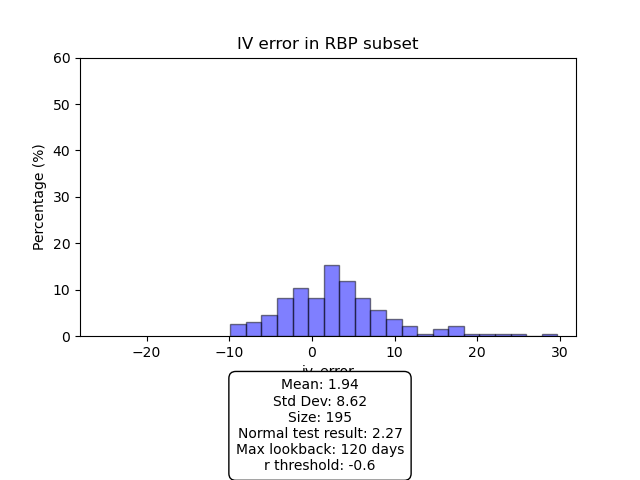 IV error in RBP subset
60
50
40
30
20
10
0
Percentage (%)
−20 −10 0 10 20 30
iv_error
Mean: 1.94
Std Dev: 8.62
Size: 195
Normal test result: 2.27
Max lookback: 120 days
r threshold: -0.6